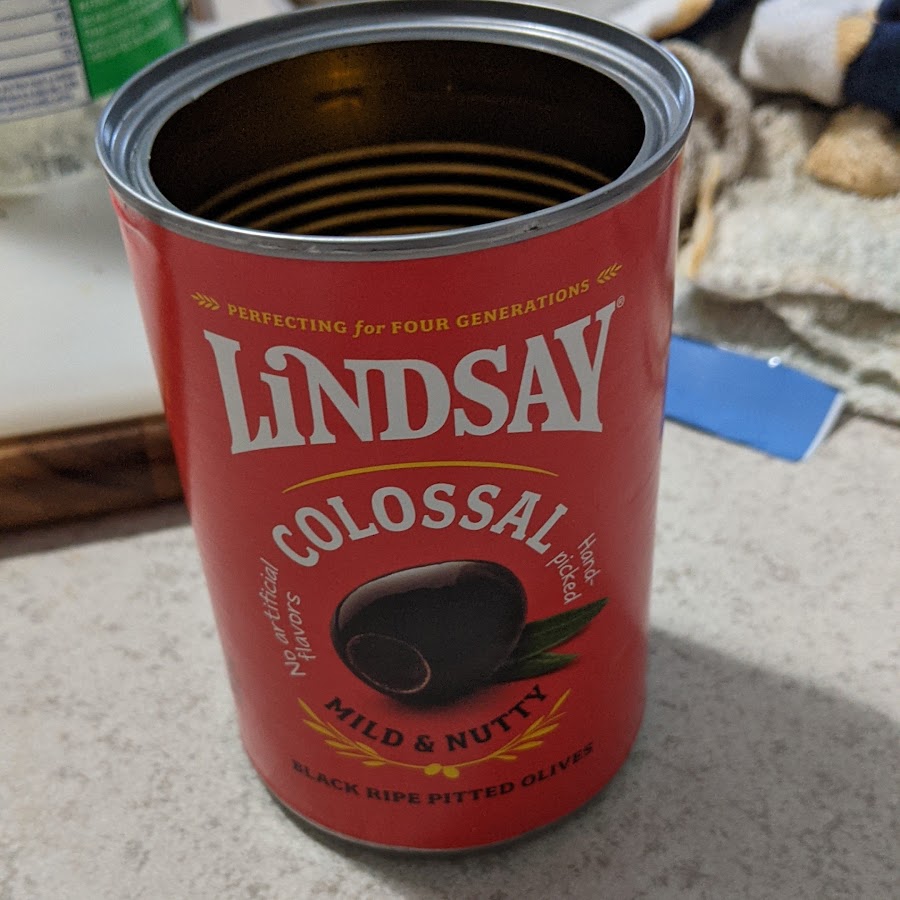 PERFECTING for FOUR GENERATIONS
LiNDSAY®
COLOSSAL
No artificial
flavors
Hand-
picked
MILD & NUTTY
BLACK RIPE PITTED OLIVES